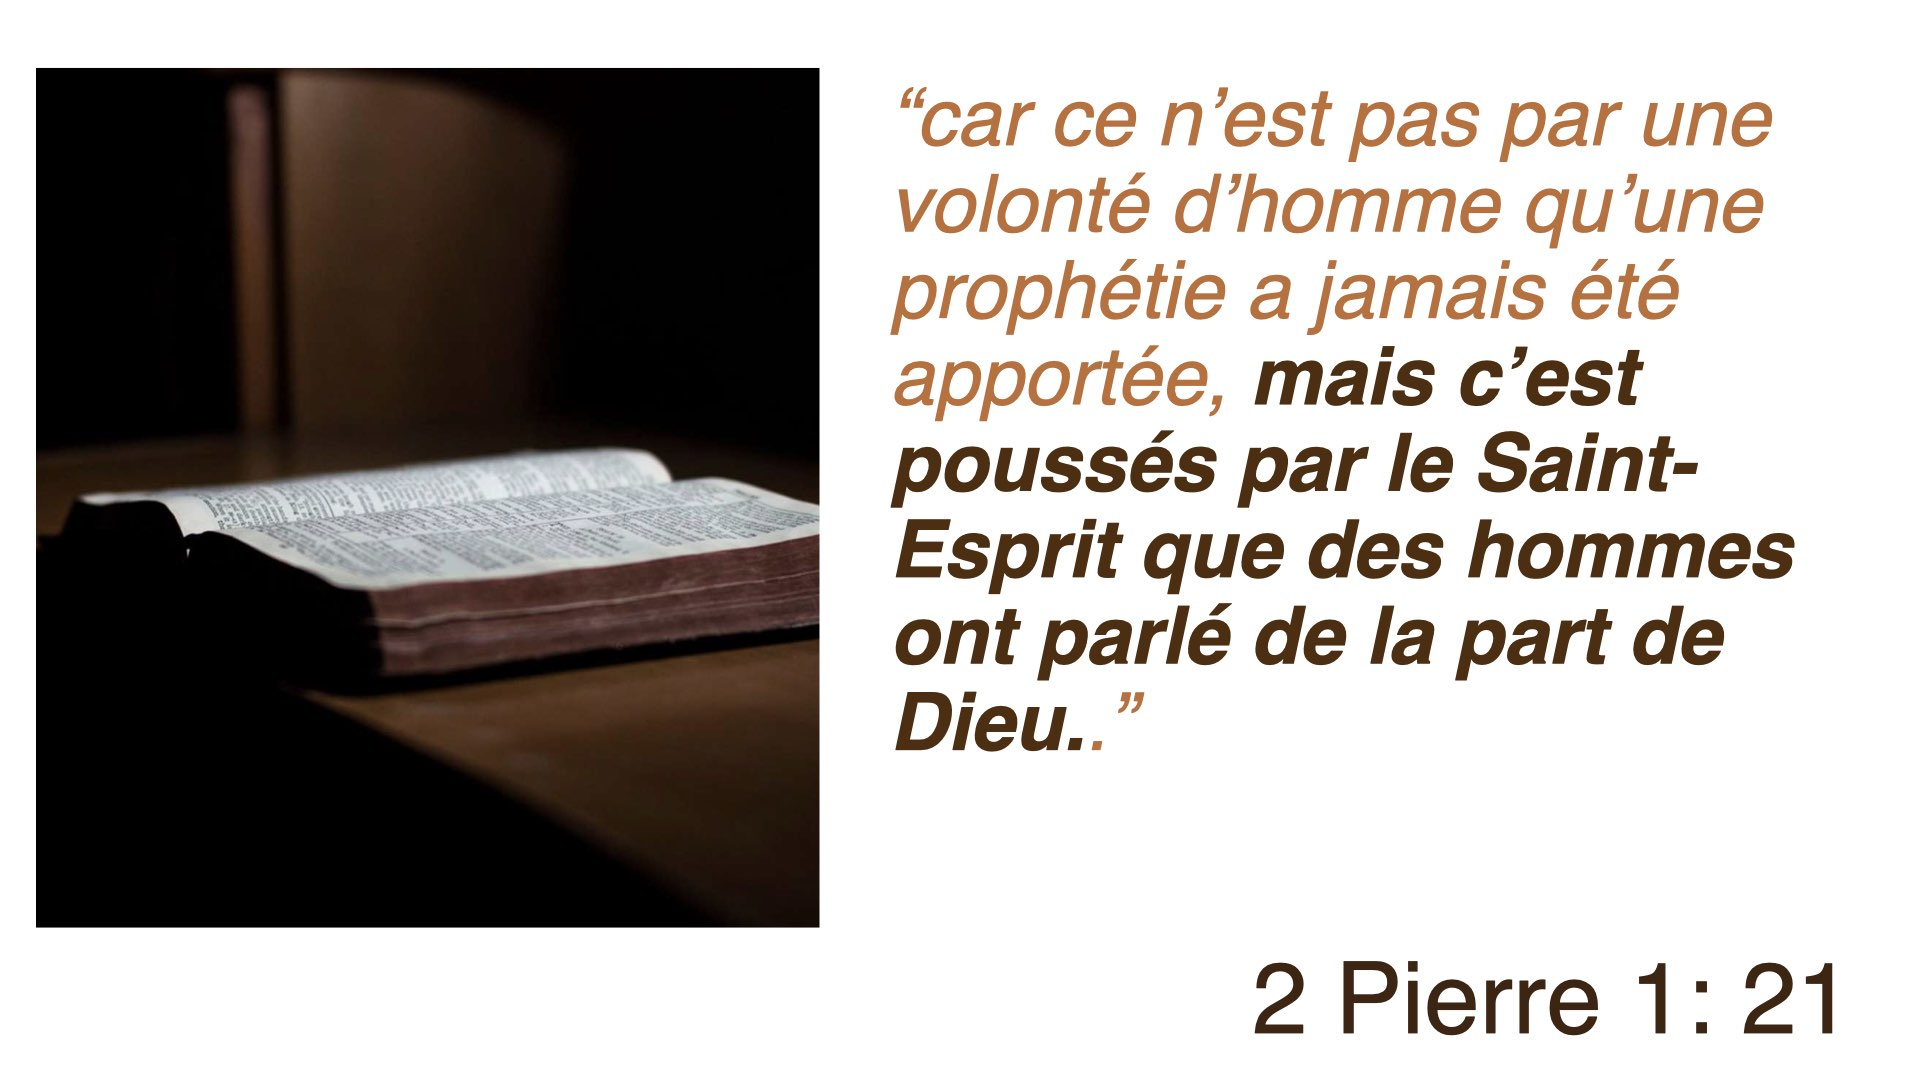 “car ce n’est pas par une
volonté d’homme qu’une
prophétie a jamais été
apportée, mais c’est
poussés par le Saint-
Esprit que des hommes
ont parlé de la part de
Dieu..”
2 Pierre 1: 21